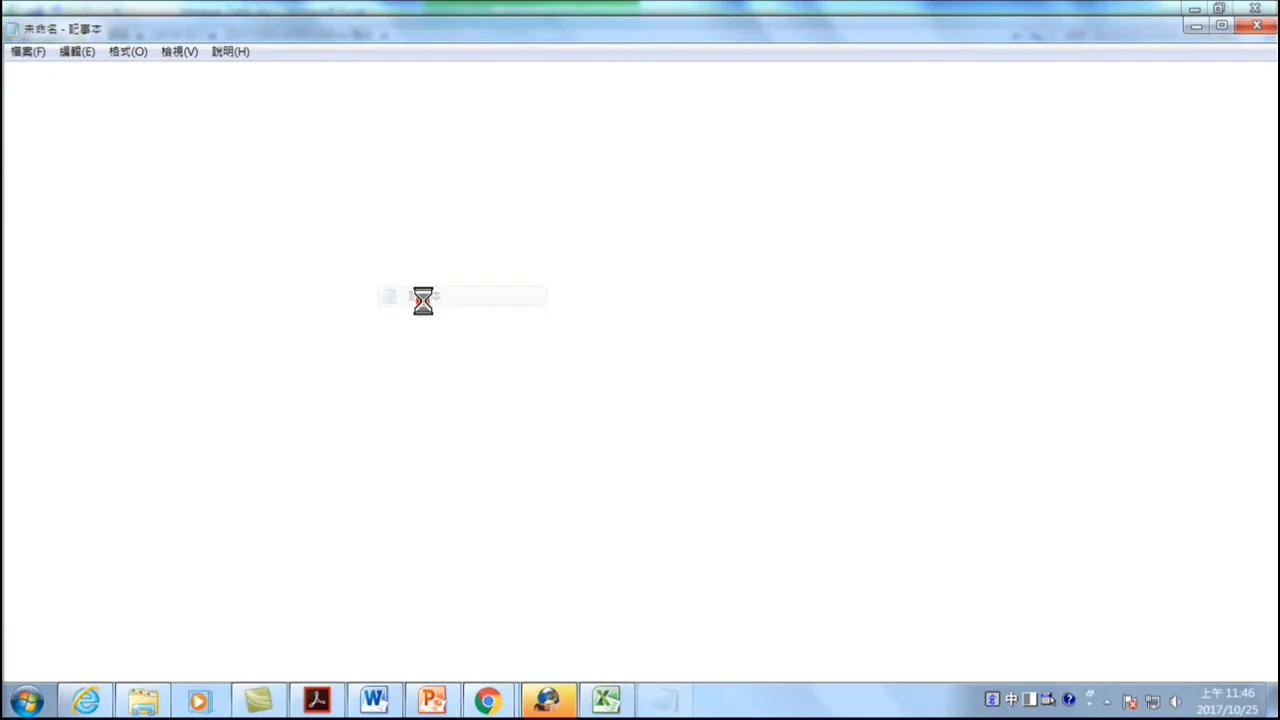 未命名 - 記事本
檔案(F) 編輯(E) 格式(O) 檢視(V) 說明(H)
中
上午 11:46
2017/10/25